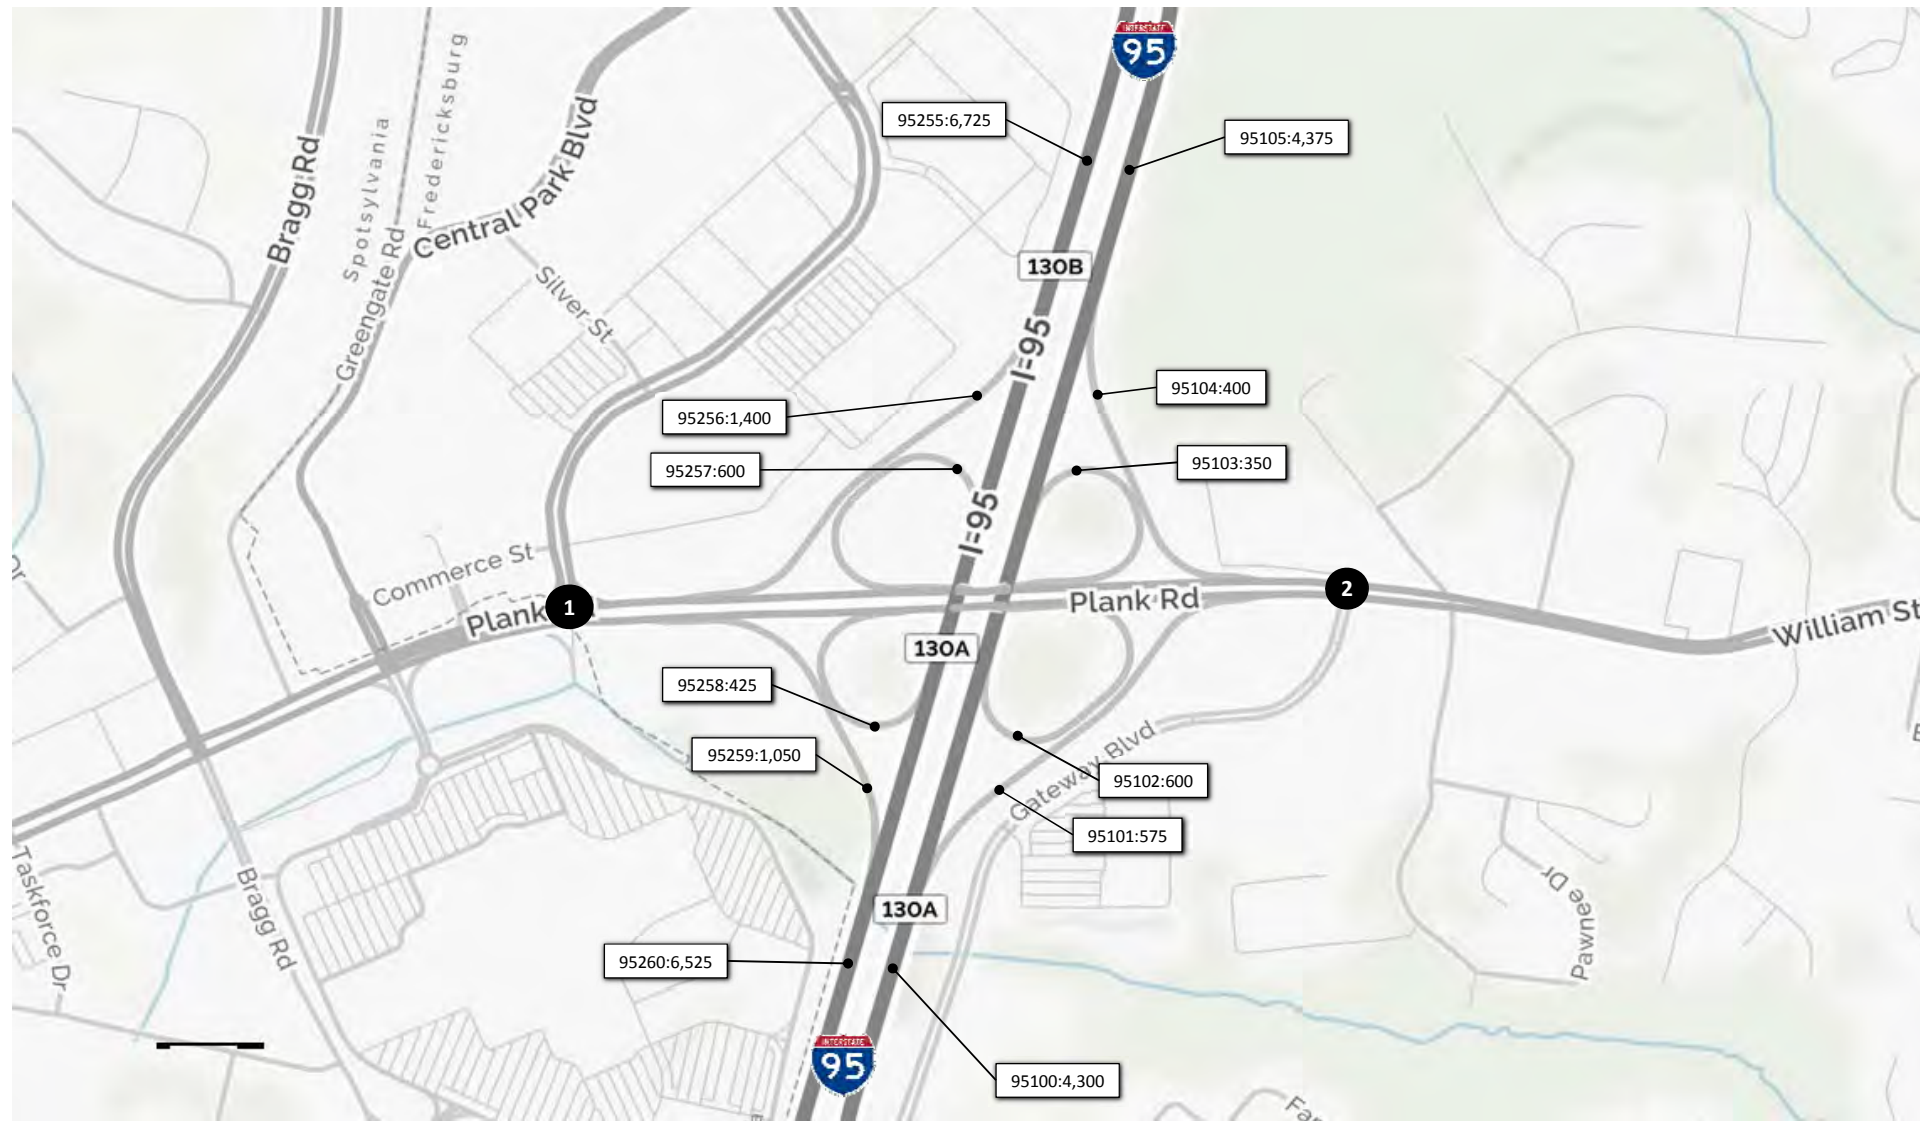 INTERSTATE
95
95255:6,725
95105:4,375
Bragg Rd
Spotsylvania
Fredericksburg
Central Park Blvd
Greengate Rd
Silver St
130B
I-95
95256:1,400
95104:400
95257:600
95103:350
I-95
Commerce St
Plank
1
2
Plank Rd
William St
130A
95258:425
95259:1,050
Gateway Blvd
95102:600
95101:575
Taskforce Dr
Bragg Rd
130A
Pawnee Dr
95260:6,525
INTERSTATE
95
95100:4,300
Dr